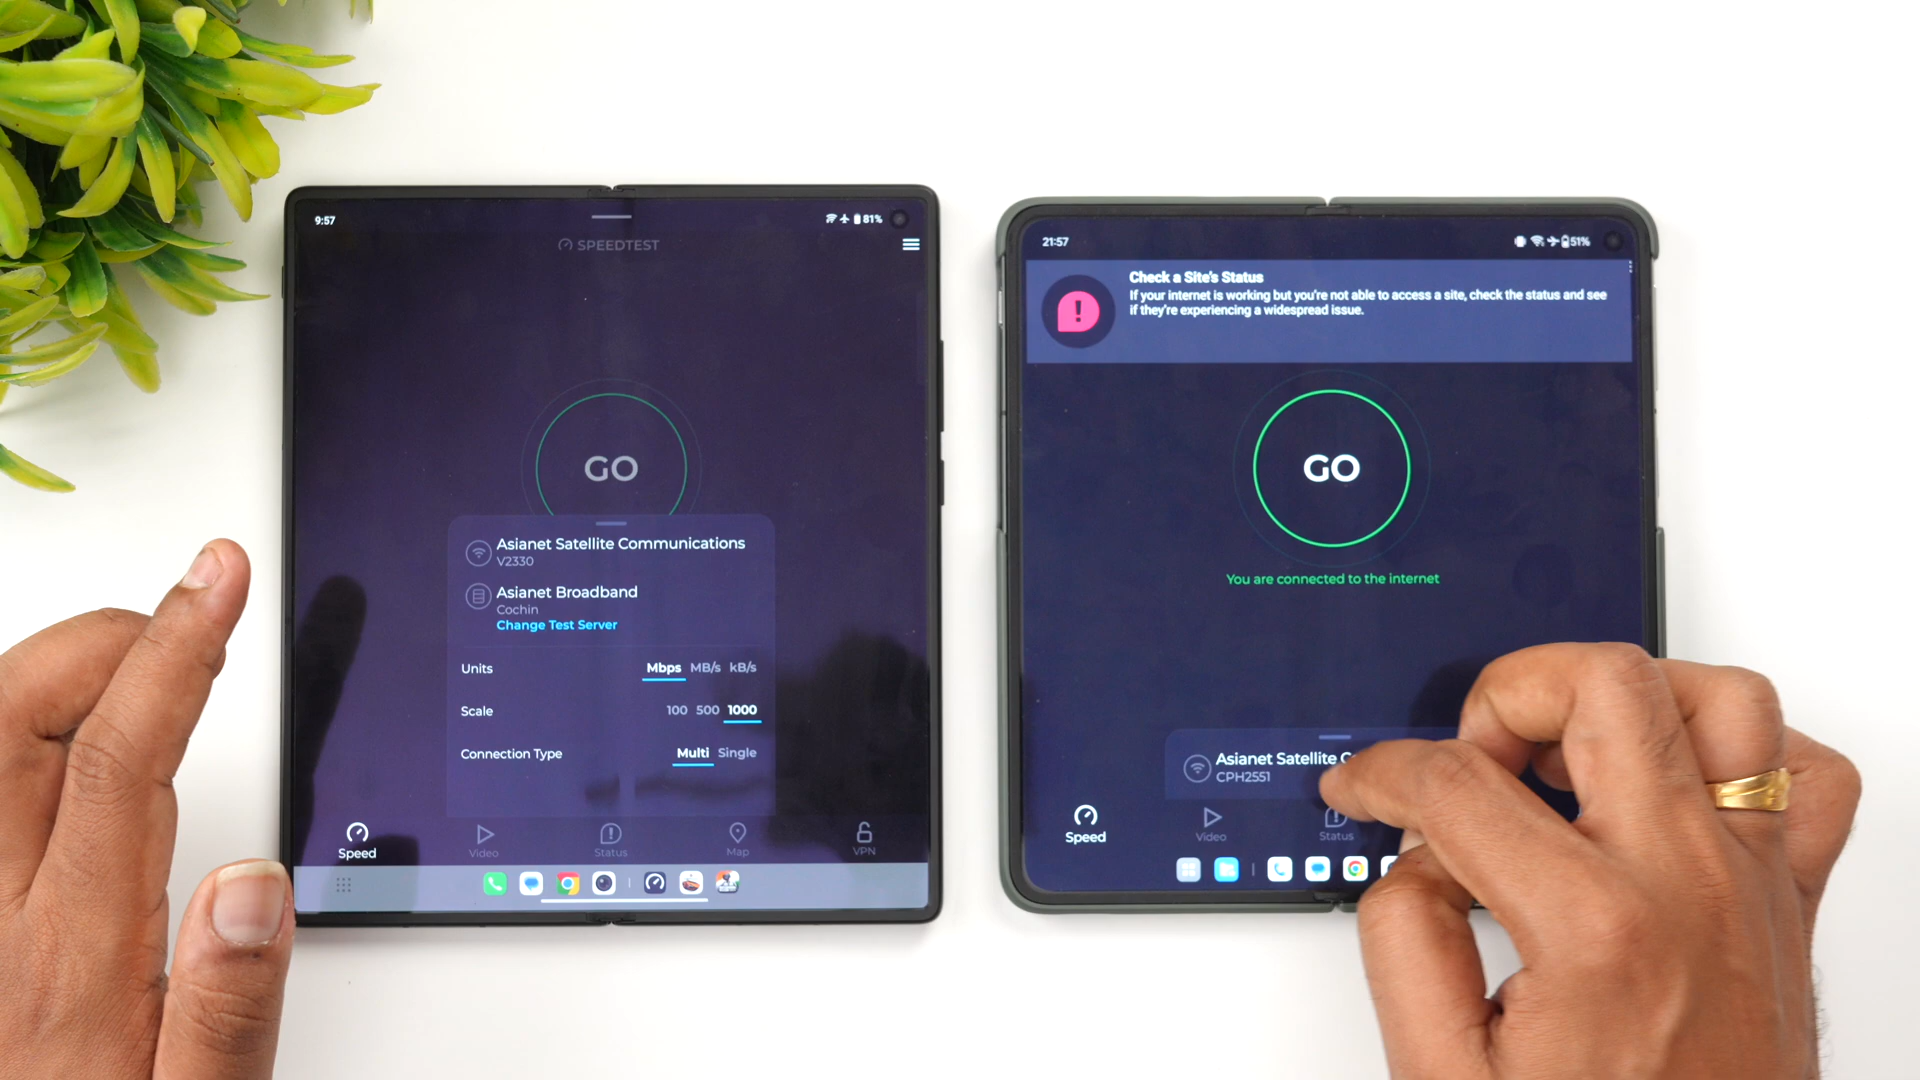 9:57
81%
SPEEDTEST
GO
Asianet Satellite Communications
V2330
Asianet Broadband
Cochin
Change Test Server
Units Mbps MB/s kB/s
Scale 100 500 1000
Connection Type Multi Single
Speed Video Status Map VPN
21:57
51%
Check a Site's Status
If your internet is working but you're not able to access a site, check the status and see
if they're experiencing a widespread issue.
GO
You are connected to the internet
Asianet Satellite
CPH2551
Speed Video Status